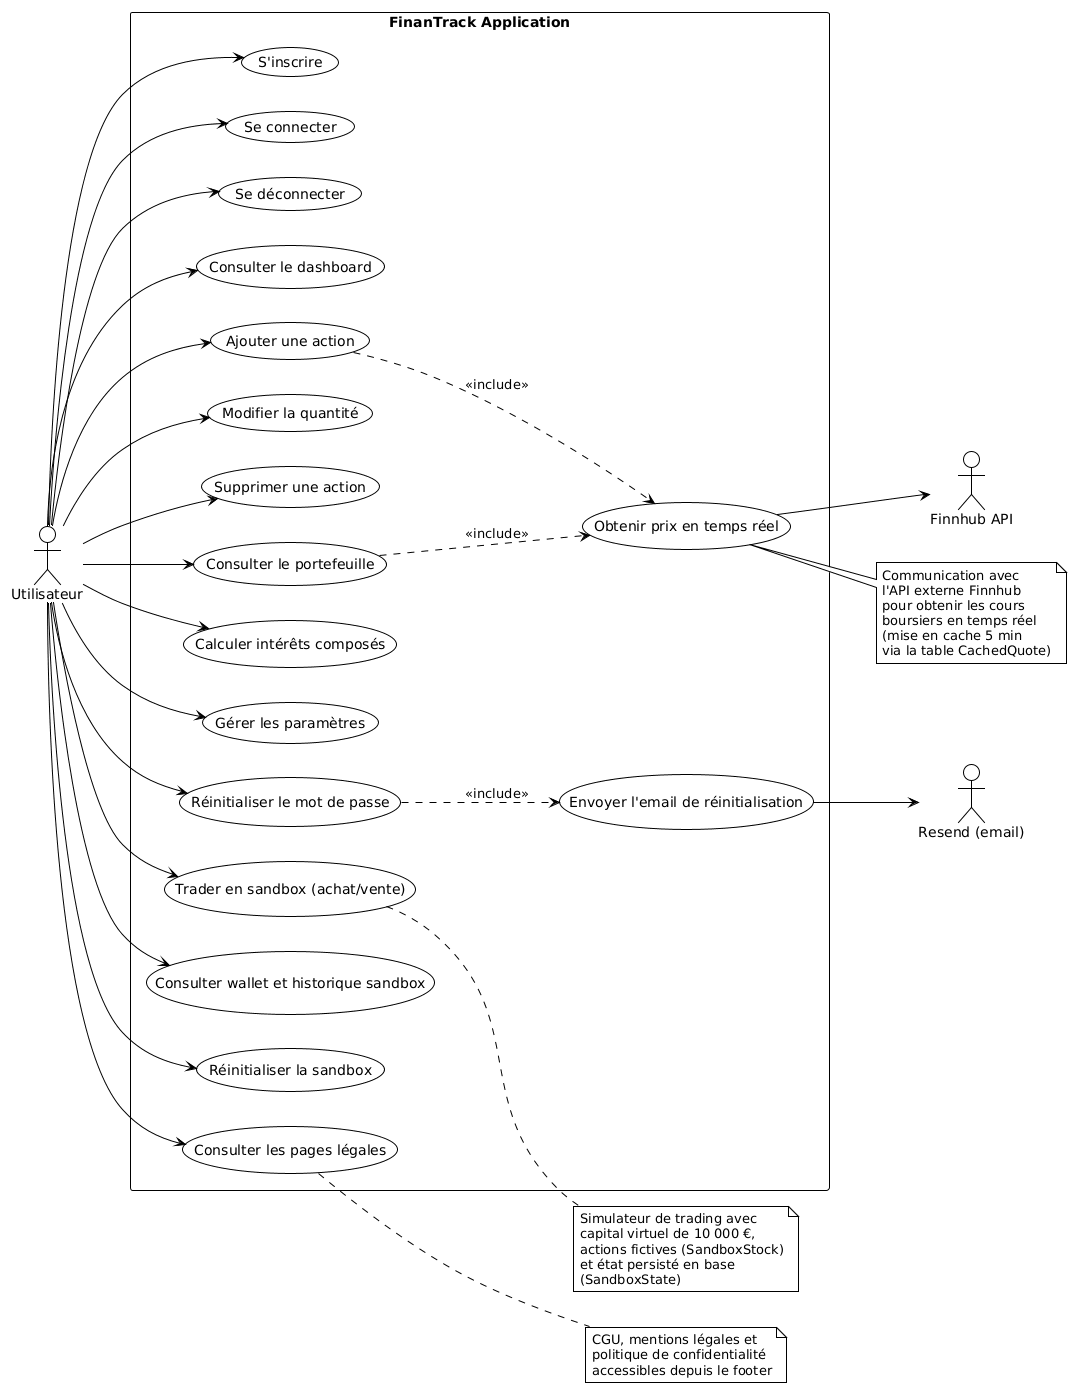 FinanTrack Application
S'inscrire
Se connecter
Se déconnecter
Consulter le dashboard
Ajouter une action
«include»
Modifier la quantité
Supprimer une action
Obtenir prix en temps réel
Finnhub API
Utilisateur
Consulter le portefeuille
«include»
Communication avec
l'API externe Finnhub
pour obtenir les cours
boursiers en temps réel
(mise en cache 5 min
via la table CachedQuote)
Calculer intérêts composés
Gérer les paramètres
Réinitialiser le mot de passe
«include»
Envoyer l'email de réinitialisation
Resend (email)
Trader en sandbox (achat/vente)
Consulter wallet et historique sandbox
Réinitialiser la sandbox
Consulter les pages légales
Simulateur de trading avec
capital virtuel de 10 000 €,
actions fictives (SandboxStock)
et état persisté en base
(SandboxState)
CGU, mentions légales et
politique de confidentialité
accessibles depuis le footer